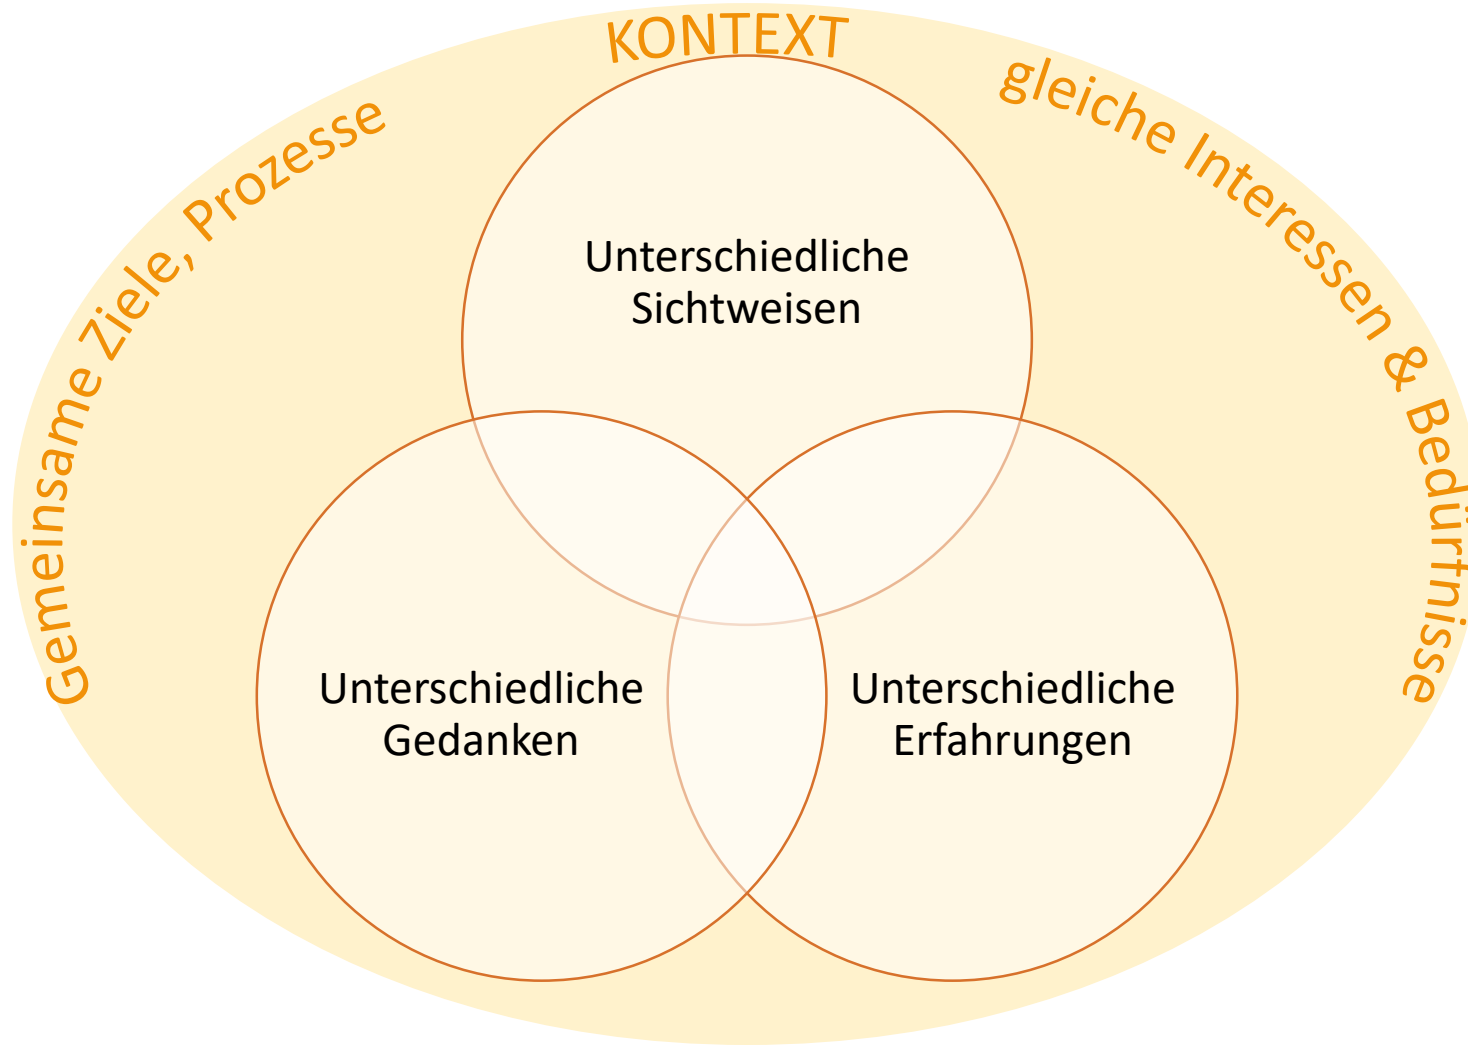 KONTEXT
Gemeinsame Ziele, Prozesse
gleiche Interessen & Bedürfnisse
Unterschiedliche
Sichtweisen
Unterschiedliche
Gedanken
Unterschiedliche
Erfahrungen